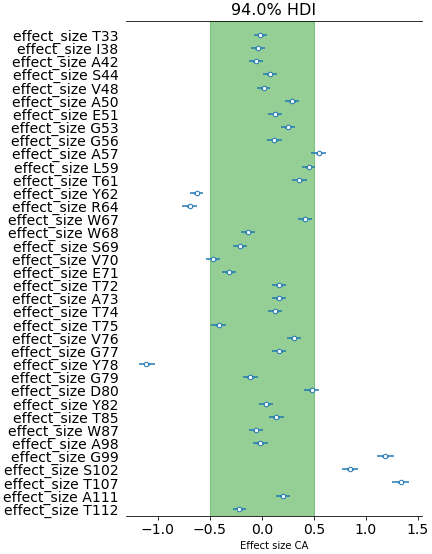 94.0% HDI
effect_size T33
effect_size I38
effect_size A42
effect_size S44
effect_size V48
effect_size A50
effect_size E51
effect_size G53
effect_size G56
effect_size A57
effect_size L59
effect_size T61
effect_size Y62
effect_size R64
effect_size W67
effect_size W68
effect_size S69
effect_size V70
effect_size E71
effect_size T72
effect_size A73
effect_size T74
effect_size T75
effect_size V76
effect_size G77
effect_size Y78
effect_size G79
effect_size D80
effect_size Y82
effect_size T85
effect_size W87
effect_size A98
effect_size G99
effect_size S102
effect_size T107
effect_size A111
effect_size T112
−1.0 −0.5 0.0 0.5 1.0 1.5
Effect size CA